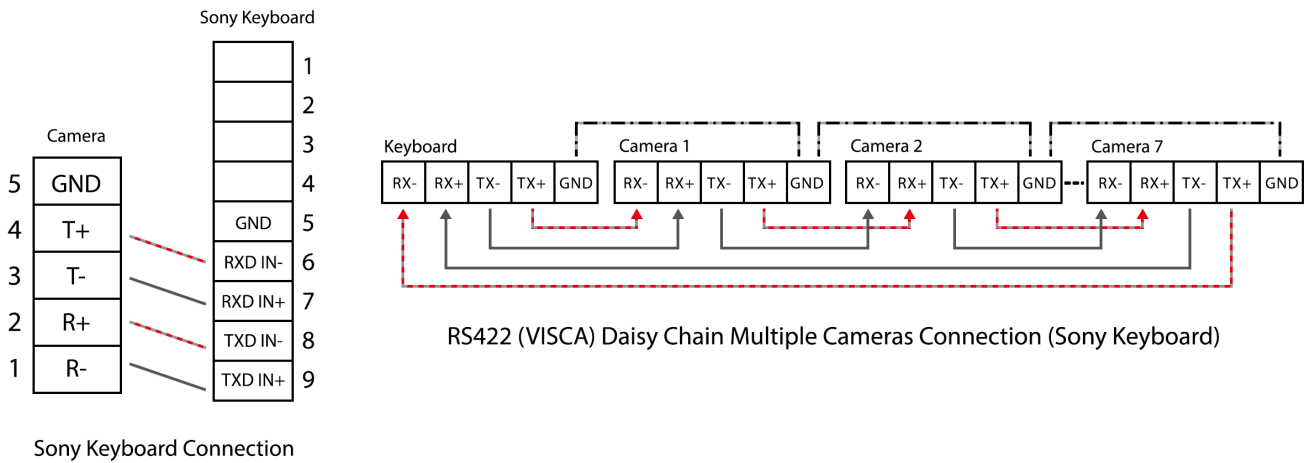 Sony Keyboard
1
2
3
4
GND 5
RXD IN- 6
RXD IN+ 7
TXD IN- 8
TXD IN+ 9
Camera
5 GND
4 T+
3 T-
2 R+
1 R-
Sony Keyboard Connection
Keyboard Camera 1 Camera 2 Camera 7
RX- RX+ TX- TX+ GND RX- RX+ TX- TX+ GND RX- RX+ TX- TX+ GND RX- RX+ TX- TX+ GND
RS422 (VISCA) Daisy Chain Multiple Cameras Connection (Sony Keyboard)